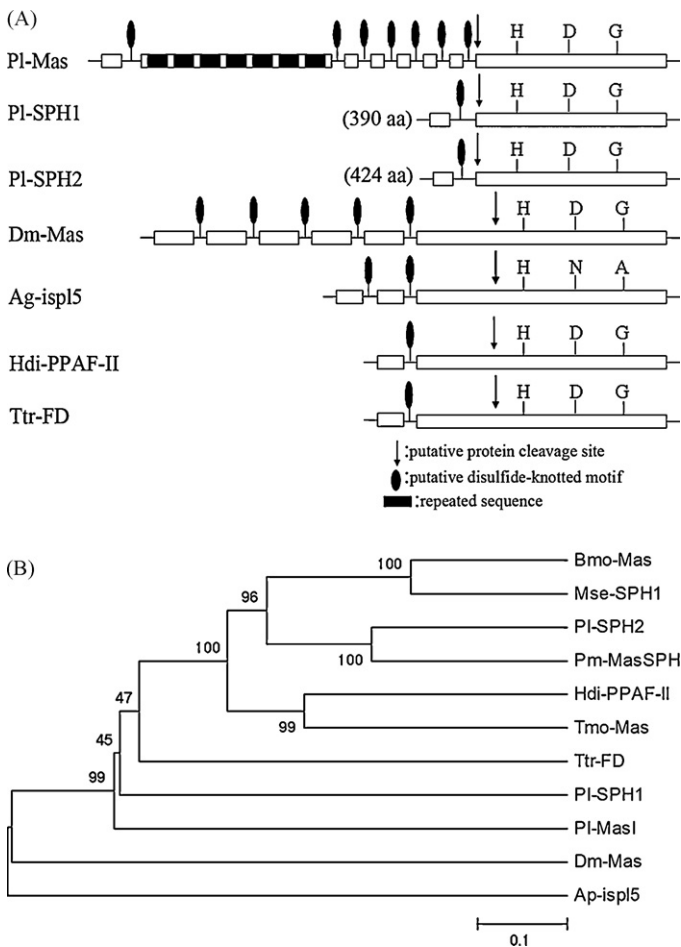 (A)
H D G
Pl-Mas
H D G
Pl-SPH1
(390 aa)
H D G
Pl-SPH2
(424 aa)
H D G
Dm-Mas
H N A
Ag-ispl5
H D G
Hdi-PPAF-II
H D G
Ttr-FD
:putative protein cleavage site
:putative disulfide-knotted motif
:repeated sequence
(B)
Bmo-Mas
100
Mse-SPH1
96
Pl-SPH2
100
Pm-MasSPH
100
Hdi-PPAF-II
99
Tmo-Mas
47
Ttr-FD
45
Pl-SPH1
99
Pl-MasI
Dm-Mas
Ap-ispl5
0.1